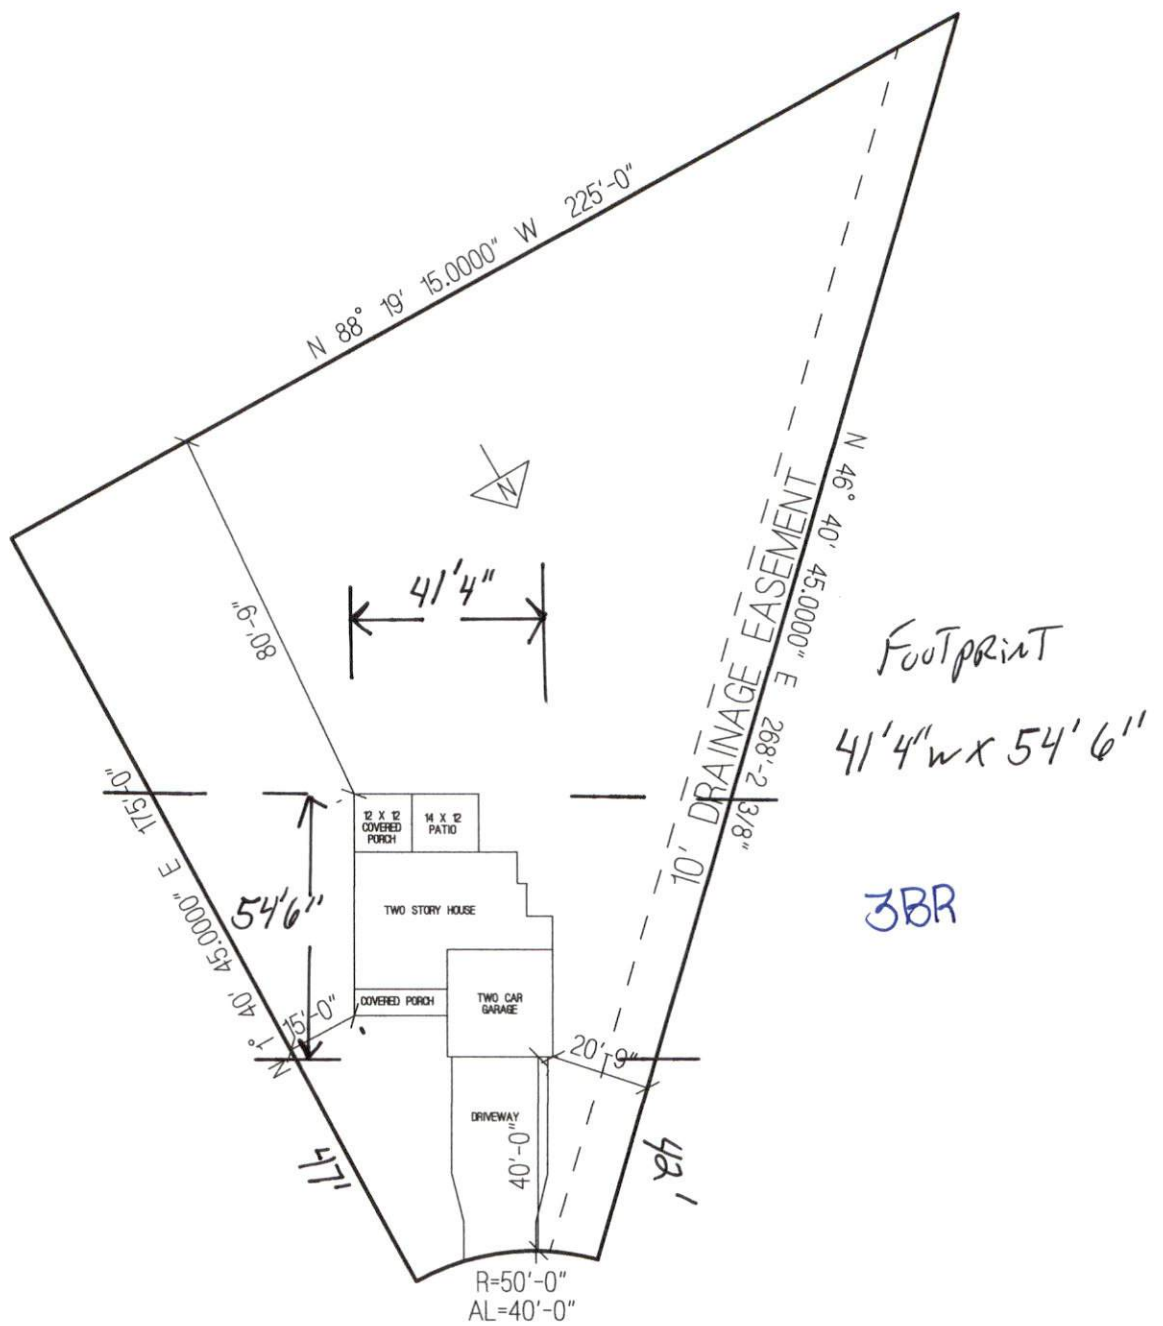 N 88° 19' 15.0000" W 225'-0"
N
N 46° 40' 45.0000" E 268'-2 3/8"
10' DRAINAGE EASEMENT
41'4"
80'-9"
FooTpRinT
41'4"w x 54'6"
3BR
N 1° 40' 45.0000" E 175'-0"
12 X 12
COVERED
PORCH
14 X 12
PATIO
54'6"
TWO STORY HOUSE
COVERED PORCH
TWO CAR
GARAGE
15'-0"
20'-9"
DRIVEWAY
40'-0"
47'
42'
R=50'-0"
AL=40'-0"